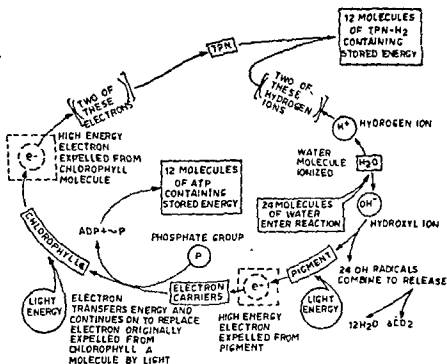 12 MOLECULES
OF TPN-H2
CONTAINING
STORED ENERGY
TPN
(TWO OF
THESE
ELECTRONS)
(TWO OF
THESE
HYDROGEN
IONS)
H+
HYDROGEN ION
e-
HIGH ENERGY
ELECTRON
EXPELLED FROM
CHLOROPHYLL
MOLECULE
WATER
MOLECULE
IONIZED
H2O
12 MOLECULES
OF ATP
CONTAINING
STORED ENERGY
24 MOLECULES
OF WATER
ENTER REACTION
OH-
HYDROXYL ION
ADP+~P
PHOSPHATE GROUP
P
CHLOROPHYLL a
PIGMENT
24 OH RADICALS
COMBINE TO RELEASE
ELECTRON
CARRIERS
e-
LIGHT
ENERGY
LIGHT
ENERGY
ELECTRON
TRANSFERS ENERGY AND
CONTINUES ON TO REPLACE
ELECTRON ORIGINALLY
EXPELLED FROM
CHLOROPHYLL A
MOLECULE BY LIGHT
HIGH ENERGY
ELECTRON
EXPELLED FROM
PIGMENT
12H2O